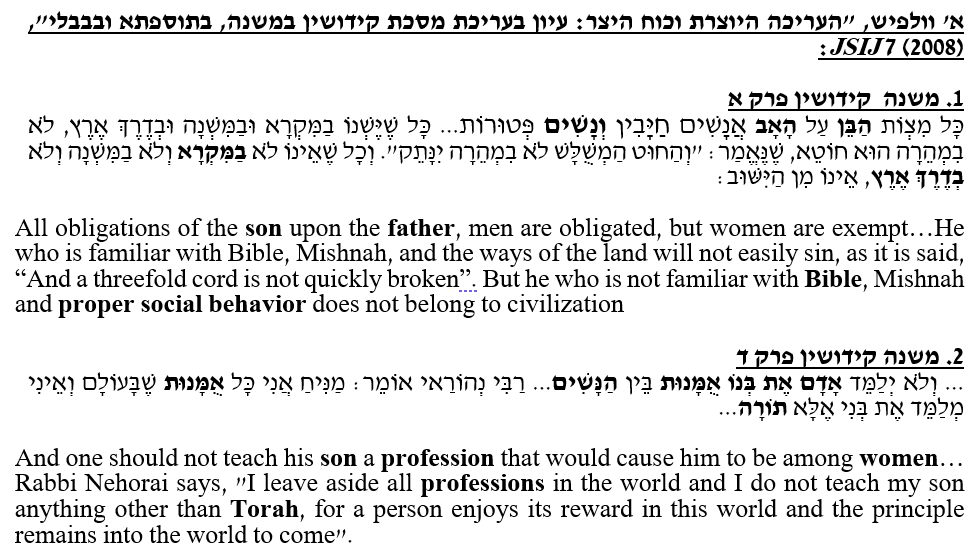 א' וולפיש, "העריכה היוצרת וכוח היצר: עיון בעריכת מסכת קידושין במשנה, בתוספתא ובבבלי",
JSIJ 7 (2008):
1. משנה קידושין פרק א
כָּל מִצְוֹת הַבֵּן עַל הָאָב אֲנָשִׁים חַיָּבִין וְנָשִׁים פְּטוּרוֹת... כָּל שֶׁיֶּשְׁנוֹ בַּמִּקְרָא וּבַמִּשְׁנָה וּבְדֶרֶךְ אֶרֶץ, לֹא
בִמְהֵרָה הוּא חוֹטֵא, שֶׁנֶּאֱמַר: "וְהַחוּט הַמְשֻׁלָּשׁ לֹא בִמְהֵרָה יִנָּתֵק". וְכָל שֶׁאֵינוֹ לֹא בַּמִּקְרָא וְלֹא בַמִּשְׁנָה וְלֹא
בְדֶרֶךְ אֶרֶץ, אֵינוֹ מִן הַיִּשּׁוּב:
All obligations of the son upon the father, men are obligated, but women are exempt…He
who is familiar with Bible, Mishnah, and the ways of the land will not easily sin, as it is said,
“And a threefold cord is not quickly broken”. But he who is not familiar with Bible, Mishnah
and proper social behavior does not belong to civilization
2. משנה קידושין פרק ד
... וְלֹא יְלַמֵּד אָדָם אֶת בְּנוֹ אֻמָּנוּת בֵּין הַנָּשִׁים... רַבִּי נְהוֹרַאי אוֹמֵר: מַנִּיחַ אֲנִי כָּל אֻמָּנוּת שֶׁבָּעוֹלָם וְאֵינִי
מְלַמֵּד אֶת בְּנִי אֶלָּא תוֹרָה...
And one should not teach his son a profession that would cause him to be among women…
Rabbi Nehorai says, "I leave aside all professions in the world and I do not teach my son
anything other than Torah, for a person enjoys its reward in this world and the principle
remains into the world to come".